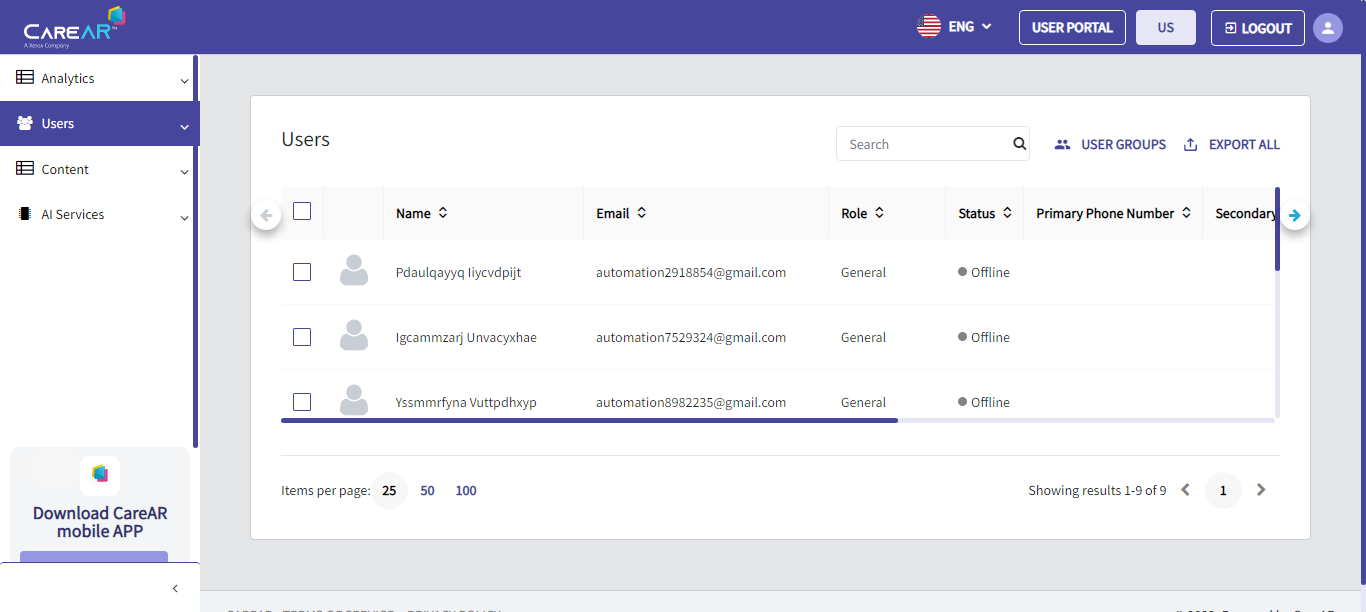 CAREAR™
A Xerox Company
ENG
USER PORTAL
US
LOGOUT
Analytics
Users
Content
AI Services
Download CareAR
mobile APP
Users
Search
USER GROUPS
EXPORT ALL
Name Email Role Status Primary Phone Number Secondary
Pdaulqayyq Iiycvdpijt automation2918854@gmail.com General Offline
Igcammzarj Unvacyxhae automation7529324@gmail.com General Offline
Yssmmrfyna Vuttpdhxyp automation8982235@gmail.com General Offline
Items per page: 25 50 100
Showing results 1-9 of 9 1